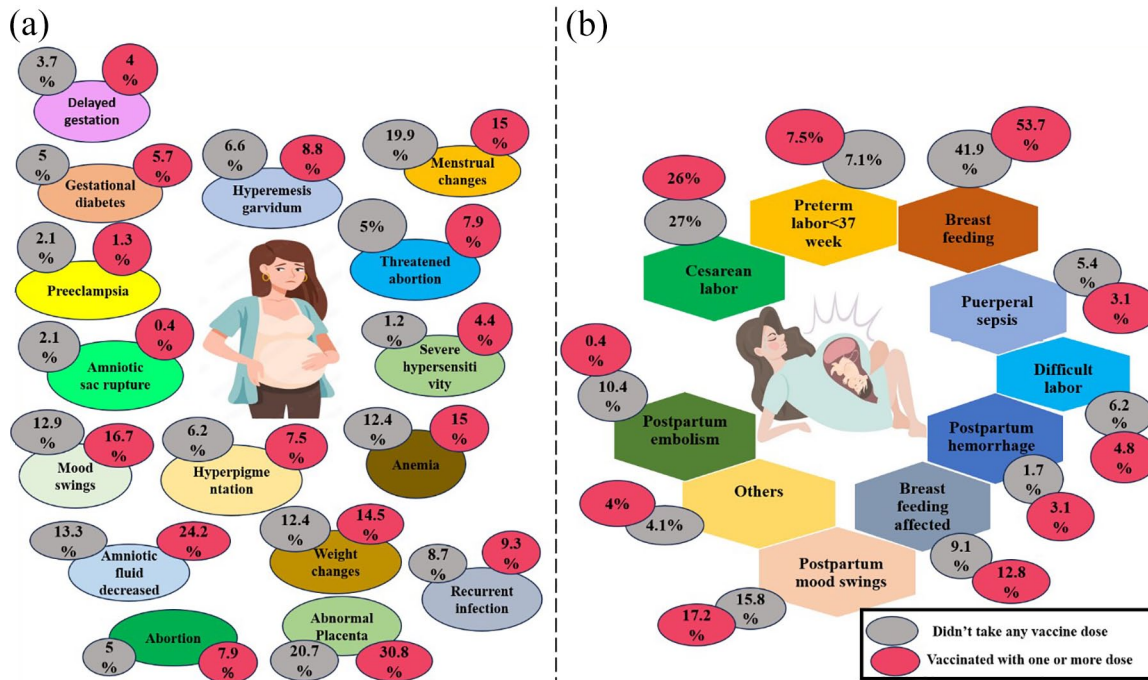 (a)
3.7
%
4
%
Delayed
gestation
5
%
5.7
%
Gestational
diabetes
6.6
%
8.8
%
Hyperemesis
garvidum
19.9
%
15
%
Menstrual
changes
2.1
%
1.3
%
Preeclampsia
5%
7.9
%
Threatened
abortion
2.1
%
0.4
%
Amniotic
sac rupture
1.2
%
4.4
%
Severe
hypersensiti
vity
12.9
%
16.7
%
Mood
swings
6.2
%
7.5
%
Hyperpigme
ntation
12.4
%
15
%
Anemia
13.3
%
24.2
%
Amniotic
fluid
decreased
12.4
%
14.5
%
Weight
changes
8.7
%
9.3
%
Recurrent
infection
Abortion
5
%
7.9
%
Abnormal
Placenta
20.7
%
30.8
%
(b)
7.5%
7.1%
Preterm
labor<37
week
41.9
%
53.7
%
Breast
feeding
26%
27%
Cesarean
labor
5.4
%
3.1
%
Puerperal
sepsis
Difficult
labor
6.2
%
4.8
%
0.4
%
10.4
%
Postpartum
embolism
Postpartum
hemorrhage
1.7
%
3.1
%
Others
4%
4.1%
Breast
feeding
affected
9.1
%
12.8
%
Postpartum
mood swings
15.8
%
17.2
%
Didn't take any vaccine dose
Vaccinated with one or more dose